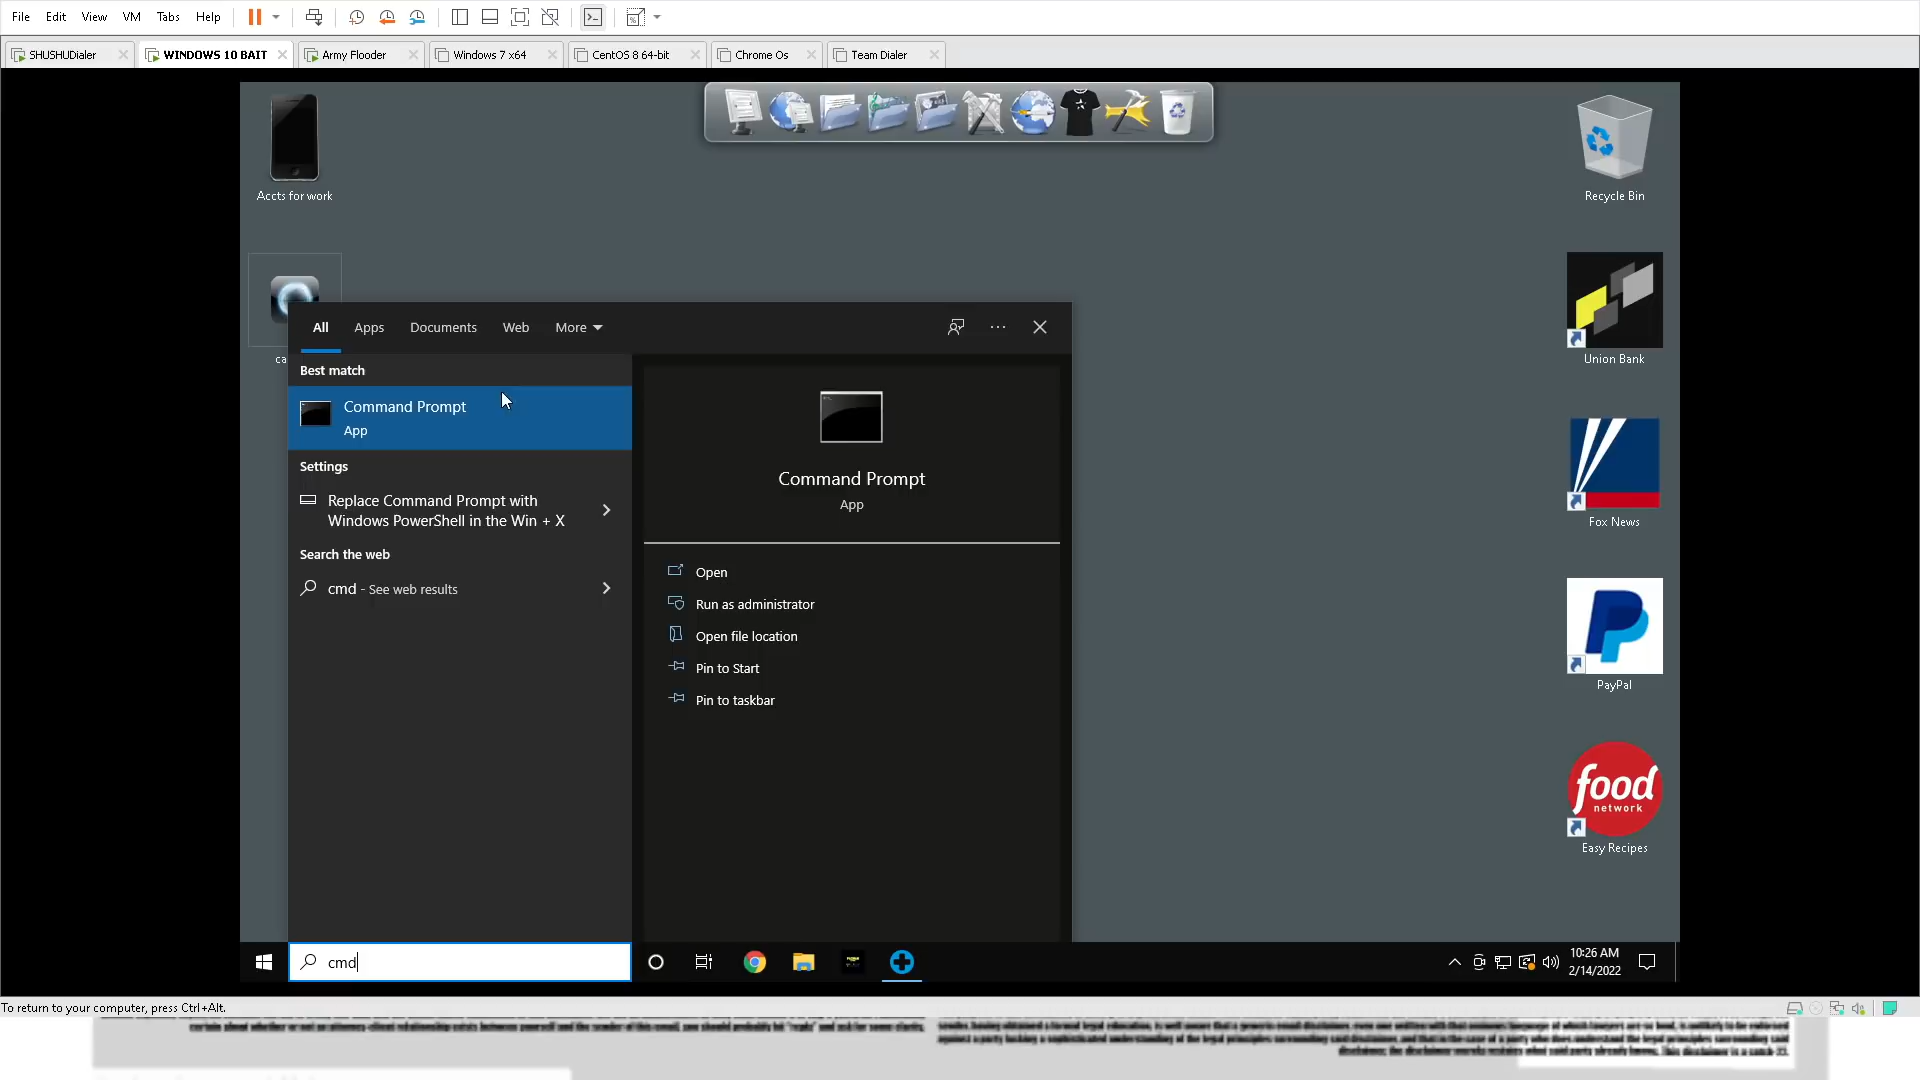 File Edit View VM Tabs Help
SHUSHUDialer WINDOWS 10 BAIT Army Flooder Windows 7 x64 CentOS 8 64-bit Chrome Os Team Dialer
Accts for work
Recycle Bin
ca
All Apps Documents Web More
Best match
Command Prompt
App
Settings
Replace Command Prompt with
Windows PowerShell in the Win + X
Search the web
cmd - See web results
Command Prompt
App
Open
Run as administrator
Open file location
Pin to Start
Pin to taskbar
Union Bank
Fox News
PayPal
food
network
Easy Recipes
cmd
10:26 AM
2/14/2022
To return to your computer, press Ctrl+Alt.